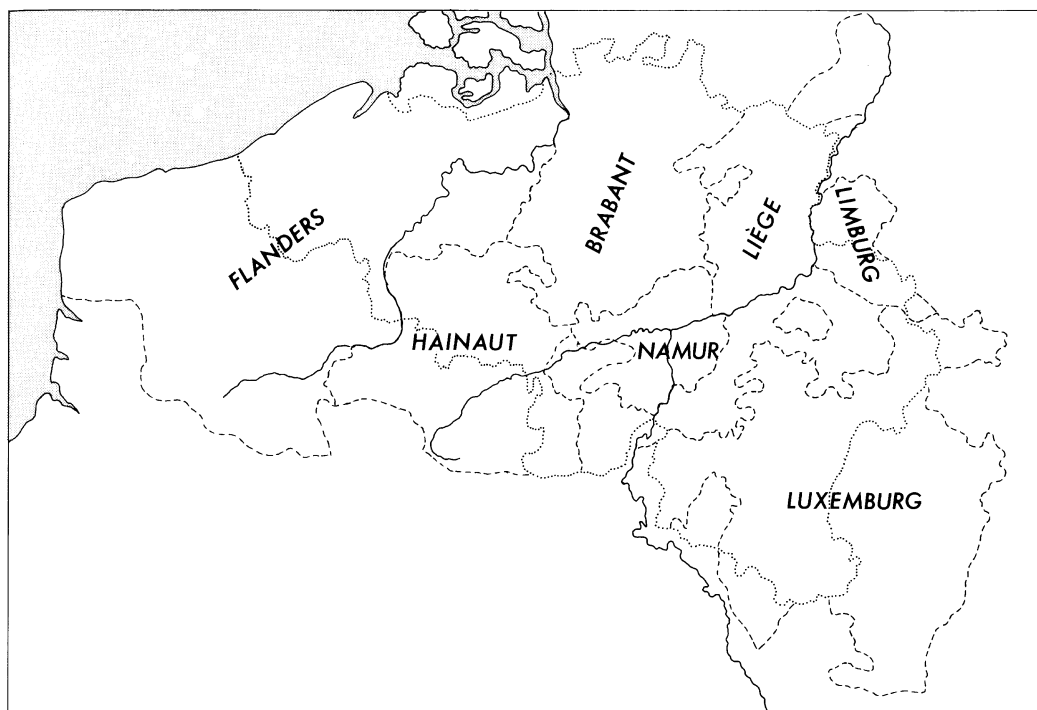 FLANDERS
BRABANT
LIÈGE
LIMBURG
HAINAUT
NAMUR
LUXEMBURG